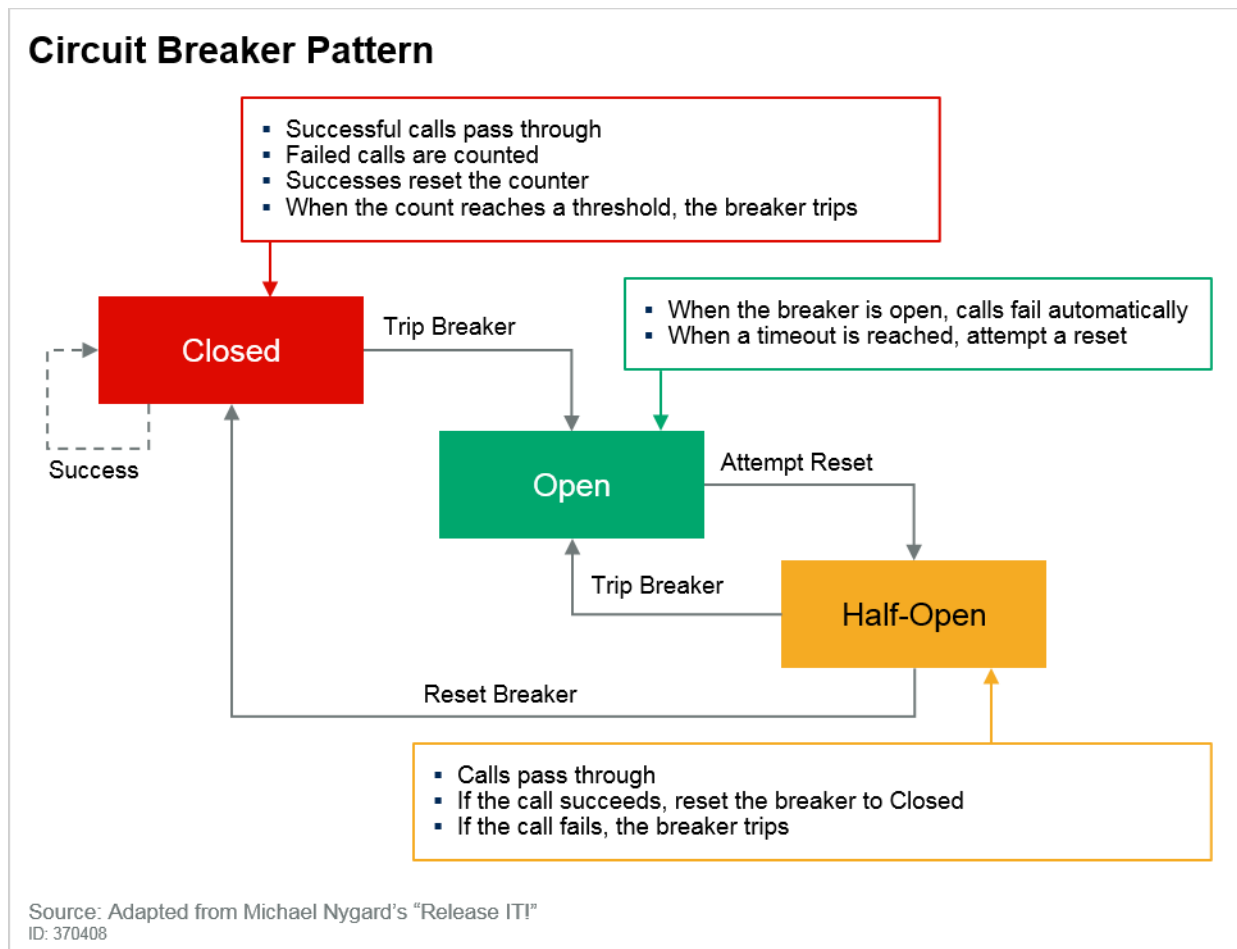 Circuit Breaker Pattern
▪ Successful calls pass through
▪ Failed calls are counted
▪ Successes reset the counter
▪ When the count reaches a threshold, the breaker trips
▪ When the breaker is open, calls fail automatically
▪ When a timeout is reached, attempt a reset
Closed
Trip Breaker
Success
Open
Attempt Reset
Trip Breaker
Half-Open
Reset Breaker
▪ Calls pass through
▪ If the call succeeds, reset the breaker to Closed
▪ If the call fails, the breaker trips
Source: Adapted from Michael Nygard’s “Release IT!”
ID: 370408